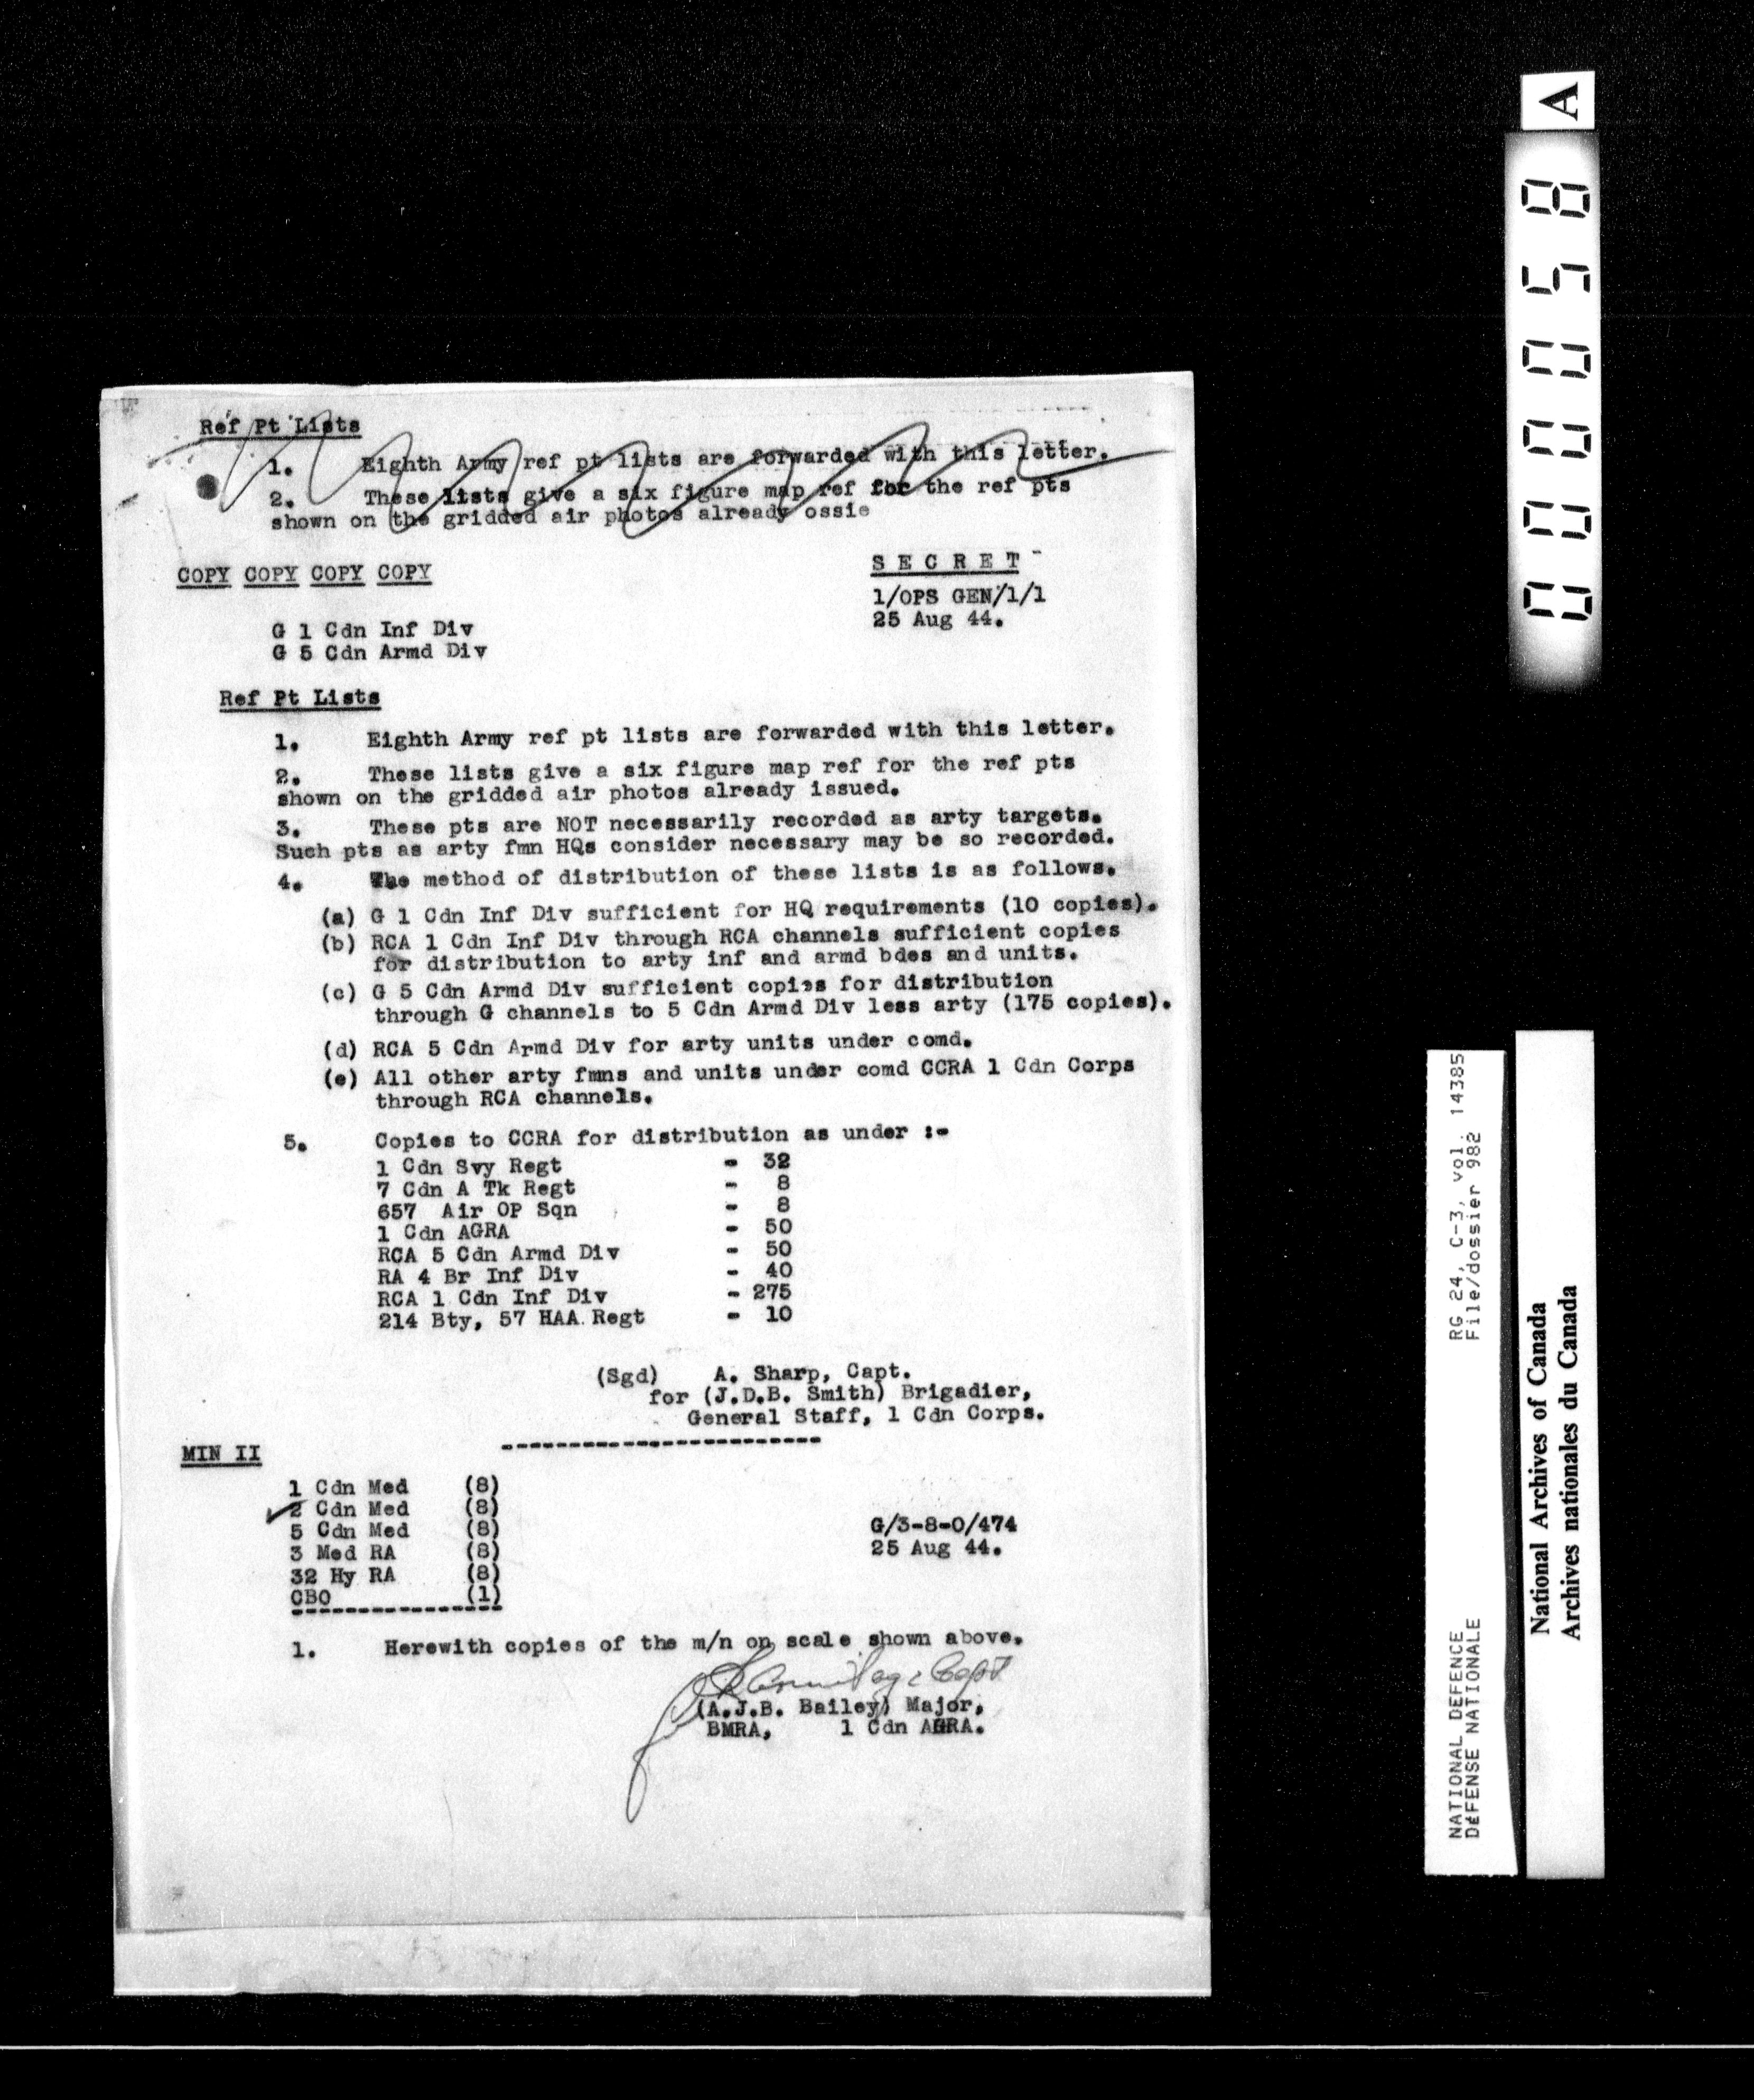 Ref Pt Lists
1. Eighth Army ref pt lists are forwarded with this letter.
2. These lists give a six figure map ref for the ref pts
shown on the gridded air photos already ossie
COPY COPY COPY COPY
S E C R E T
1/OPS GEN/1/1
25 Aug 44.
G 1 Cdn Inf Div
G 5 Cdn Armd Div
Ref Pt Lists
1. Eighth Army ref pt lists are forwarded with this letter.
2. These lists give a six figure map ref for the ref pts
shown on the gridded air photos already issued.
3. These pts are NOT necessarily recorded as arty targets.
Such pts as arty fmn HQs consider necessary may be so recorded.
4. The method of distribution of these lists is as follows.
(a) G 1 Cdn Inf Div sufficient for HQ requirements (10 copies).
(b) RCA 1 Cdn Inf Div through RCA channels sufficient copies
for distribution to arty inf and armd bdes and units.
(c) G 5 Cdn Armd Div sufficient copies for distribution
through G channels to 5 Cdn Armd Div less arty (175 copies).
(d) RCA 5 Cdn Armd Div for arty units under comd.
(e) All other arty fmns and units under comd CCRA 1 Cdn Corps
through RCA channels.
5. Copies to CCRA for distribution as under :-
1 Cdn Svy Regt - 32
7 Cdn A Tk Regt - 8
657 Air OP Sqn - 8
1 Cdn AGRA - 50
RCA 5 Cdn Armd Div - 50
RA 4 Br Inf Div - 40
RCA 1 Cdn Inf Div - 275
214 Bty, 57 HAA Regt - 10
(Sgd) A. Sharp, Capt.
for (J.D.B. Smith) Brigadier,
General Staff, 1 Cdn Corps.
MIN II
1 Cdn Med (8)
2 Cdn Med (8)
5 Cdn Med (8)
3 Med RA (8)
32 Hy RA (8)
CBO (1)
G/3-8-0/474
25 Aug 44.
1. Herewith copies of the m/n on scale shown above.
Capt
(A.J.B. Bailey) Major,
BMRA, 1 Cdn AGRA.
000058 A
NATIONAL DEFENCE RG 24, C-3, vol. 14385
DÉFENSE NATIONALE File/dossier 982
National Archives of Canada
Archives nationales du Canada